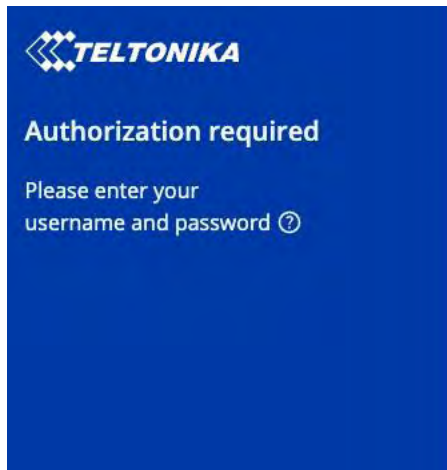 TELTONIKA
Authorization required
Please enter your
username and password ?